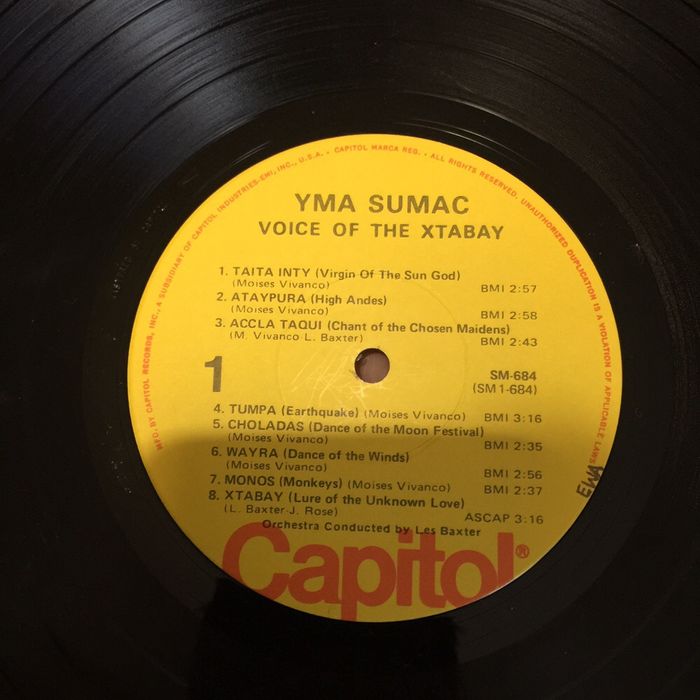 MFG. BY CAPITOL RECORDS, INC., A SUBSIDIARY OF CAPITOL INDUSTRIES-EMI, INC., U.S.A. • CAPITOL MARCA REG. • ALL RIGHTS RESERVED. UNAUTHORIZED DUPLICATION IS A VIOLATION OF APPLICABLE LAWS
YMA SUMAC
VOICE OF THE XTABAY
1. TAITA INTY (Virgin Of The Sun God)
(Moises Vivanco) BMI 2:57
2. ATAYPURA (High Andes)
(Moises Vivanco) BMI 2:58
3. ACCLA TAQUI (Chant of the Chosen Maidens)
(M. Vivanco-L. Baxter) BMI 2:43
1
SM-684
(SM1-684)
4. TUMPA (Earthquake) (Moises Vivanco) BMI 3:16
5. CHOLADAS (Dance of the Moon Festival)
(Moises Vivanco) BMI 2:35
6. WAYRA (Dance of the Winds)
(Moises Vivanco) BMI 2:56
7. MONOS (Monkeys) (Moises Vivanco) BMI 2:37
8. XTABAY (Lure of the Unknown Love)
(L. Baxter-J. Rose) ASCAP 3:16
Orchestra Conducted by Les Baxter
EWA
Capitol®